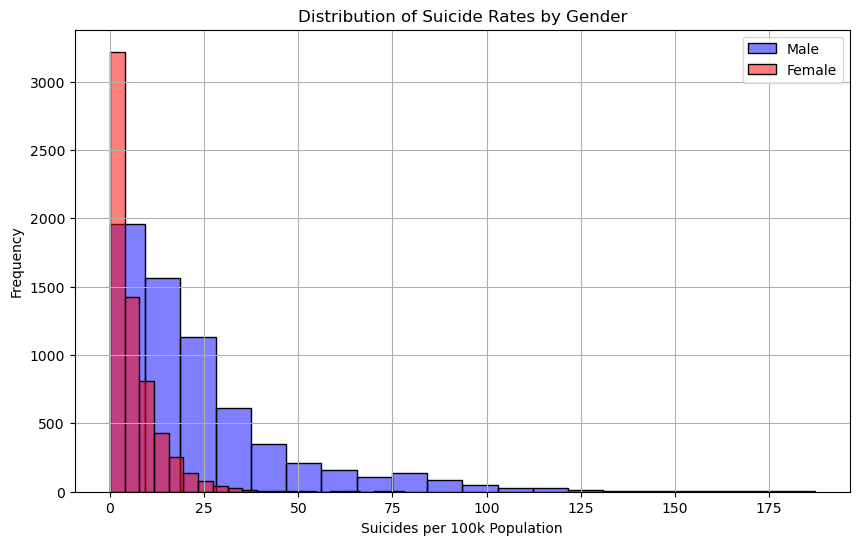 Distribution of Suicide Rates by Gender
Male
Female
3000
2500
2000
1500
1000
500
0
Frequency
0 25 50 75 100 125 150 175
Suicides per 100k Population